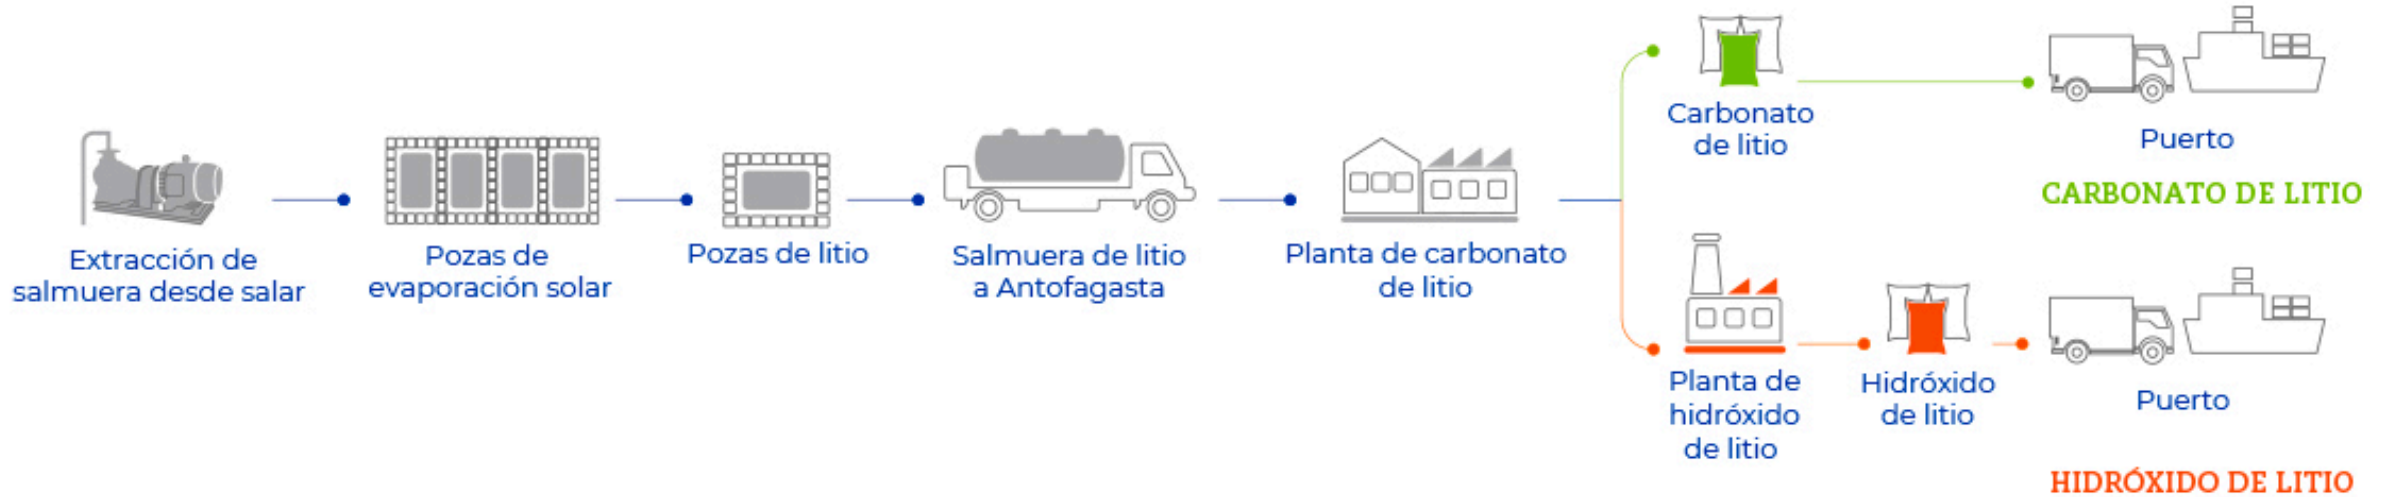 Extracción de
salmuera desde salar
Pozas de
evaporación solar
Pozas de litio
Salmuera de litio
a Antofagasta
Planta de carbonato
de litio
Carbonato
de litio
Puerto
CARBONATO DE LITIO
Planta de
hidróxido
de litio
Hidróxido
de litio
Puerto
HIDRÓXIDO DE LITIO